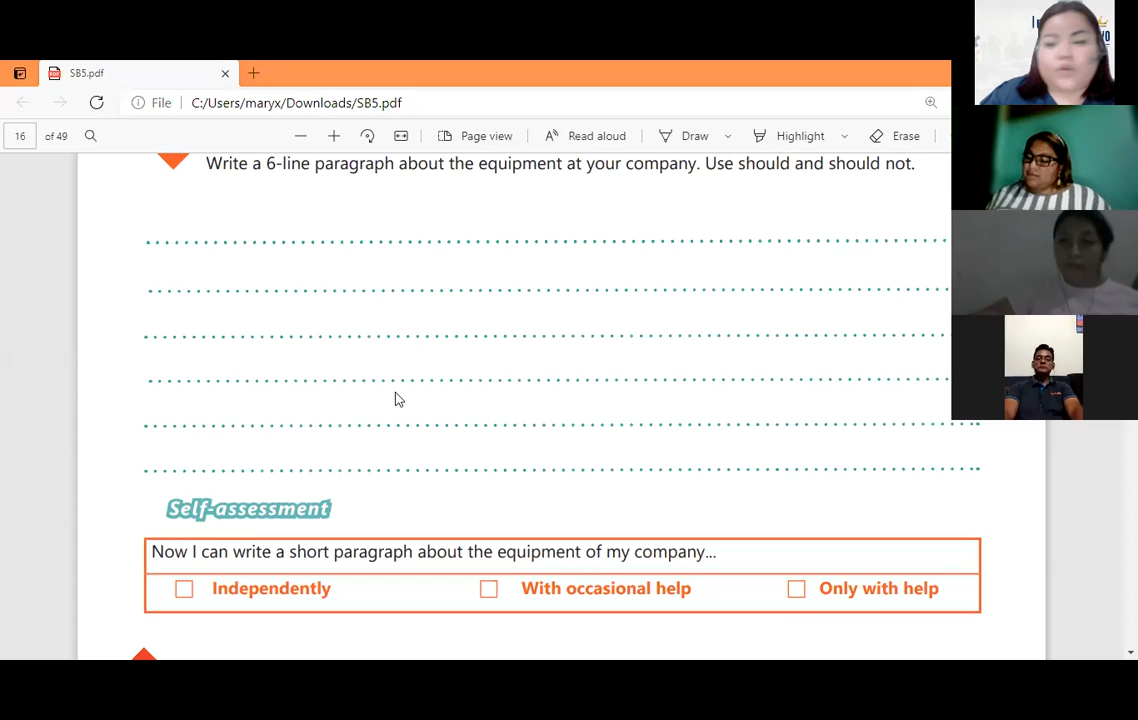 SB5.pdf
File C:/Users/maryx/Downloads/SB5.pdf
16 of 49 Page view Read aloud Draw Highlight Erase
Write a 6-line paragraph about the equipment at your company. Use should and should not.
Self-assessment
Now I can write a short paragraph about the equipment of my company...
Independently With occasional help Only with help